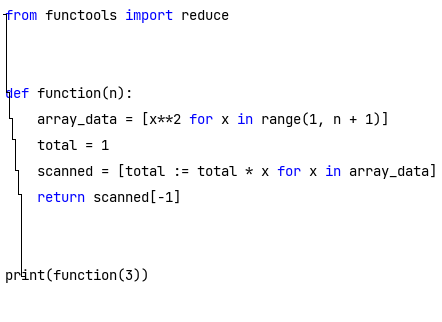 from functools import reduce
def function(n):
    array_data = [x**2 for x in range(1, n + 1)]
    total = 1
    scanned = [total := total * x for x in array_data]
    return scanned[-1]
print(function(3))